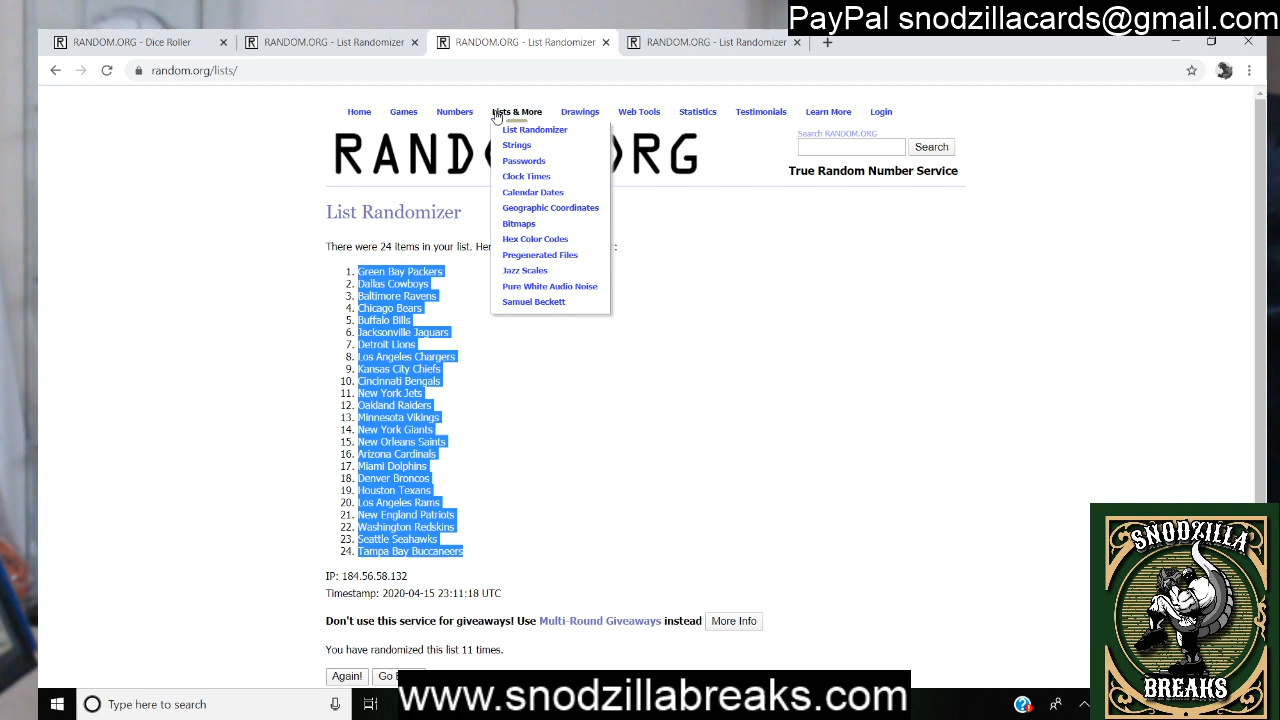 PayPal snodzillacards@gmail.com
RANDOM.ORG - Dice Roller
RANDOM.ORG - List Randomizer
RANDOM.ORG - List Randomizer
RANDOM.ORG - List Randomizer
random.org/lists/
Home Games Numbers Lists & More Drawings Web Tools Statistics Testimonials Learn More Login
List Randomizer
Strings
Passwords
Clock Times
Calendar Dates
Geographic Coordinates
Bitmaps
Hex Color Codes
Pregenerated Files
Jazz Scales
Pure White Audio Noise
Samuel Beckett
Search RANDOM.ORG
Search
True Random Number Service
List Randomizer
There were 24 items in your list.
1. Green Bay Packers
2. Dallas Cowboys
3. Baltimore Ravens
4. Chicago Bears
5. Buffalo Bills
6. Jacksonville Jaguars
7. Detroit Lions
8. Los Angeles Chargers
9. Kansas City Chiefs
10. Cincinnati Bengals
11. New York Jets
12. Oakland Raiders
13. Minnesota Vikings
14. New York Giants
15. New Orleans Saints
16. Arizona Cardinals
17. Miami Dolphins
18. Denver Broncos
19. Houston Texans
20. Los Angeles Rams
21. New England Patriots
22. Washington Redskins
23. Seattle Seahawks
24. Tampa Bay Buccaneers
IP: 184.56.58.132
Timestamp: 2020-04-15 23:11:18 UTC
Don't use this service for giveaways! Use Multi-Round Giveaways instead More Info
You have randomized this list 11 times.
Again! Go
Type here to search
www.snodzillabreaks.com
SNODZILLA
BREAKS